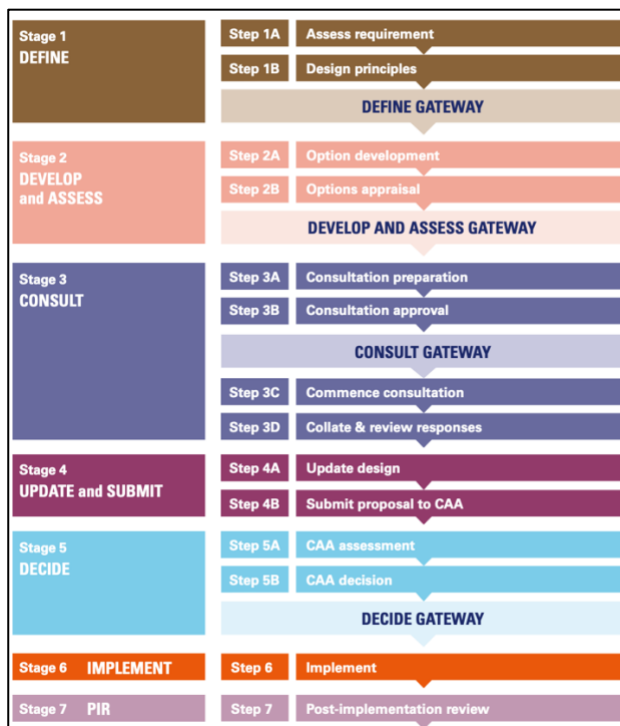 Stage 1
DEFINE
Step 1A Assess requirement
Step 1B Design principles
DEFINE GATEWAY
Stage 2
DEVELOP
and ASSESS
Step 2A Option development
Step 2B Options appraisal
DEVELOP AND ASSESS GATEWAY
Stage 3
CONSULT
Step 3A Consultation preparation
Step 3B Consultation approval
CONSULT GATEWAY
Step 3C Commence consultation
Step 3D Collate & review responses
Stage 4
UPDATE and SUBMIT
Step 4A Update design
Step 4B Submit proposal to CAA
Stage 5
DECIDE
Step 5A CAA assessment
Step 5B CAA decision
DECIDE GATEWAY
Stage 6 IMPLEMENT Step 6 Implement
Stage 7 PIR Step 7 Post-implementation review